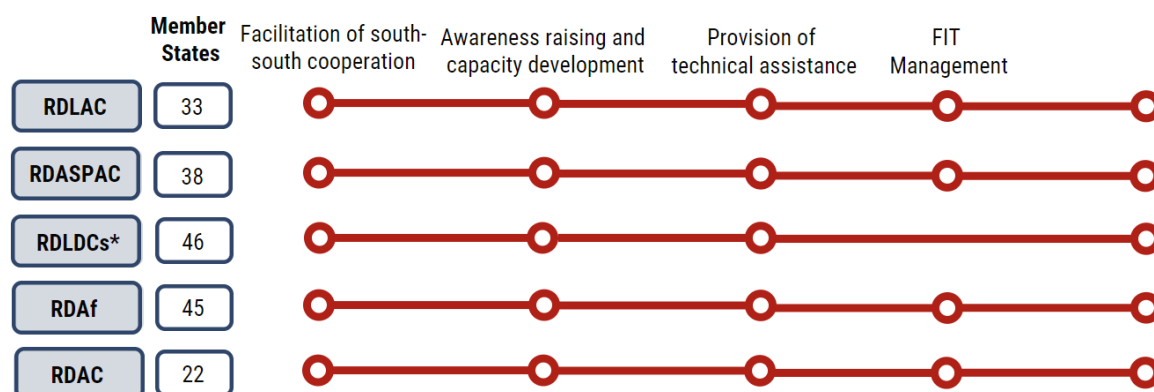 Member
States
Facilitation of south-
south cooperation
Awareness raising and
capacity development
Provision of
technical assistance
FIT
Management
RDLAC 33
RDASPAC 38
RDLDCs* 46
RDAf 45
RDAC 22